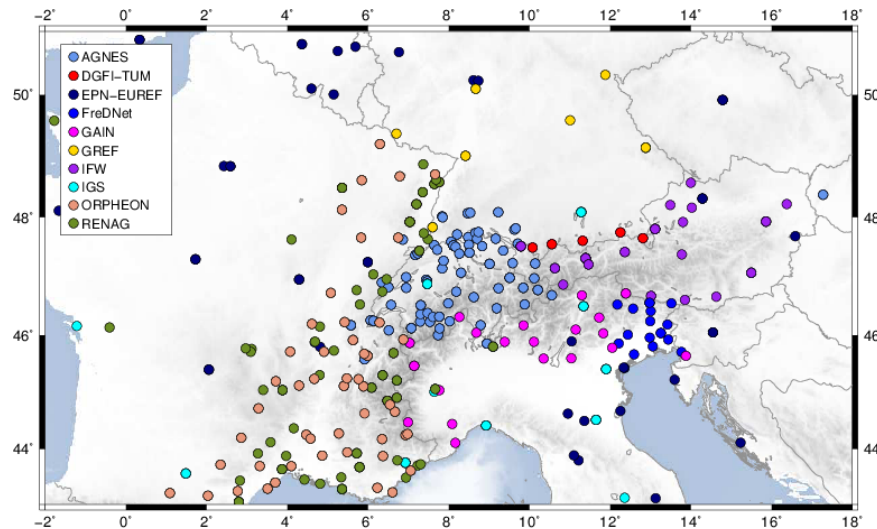 −2˚ 0˚ 2˚ 4˚ 6˚ 8˚ 10˚ 12˚ 14˚ 16˚ 18˚
AGNES
DGFI−TUM
EPN−EUREF
FreDNet
GAIN
GREF
IFW
IGS
ORPHEON
RENAG
50˚ 50˚
48˚ 48˚
46˚ 46˚
44˚ 44˚
−2˚ 0˚ 2˚ 4˚ 6˚ 8˚ 10˚ 12˚ 14˚ 16˚ 18˚